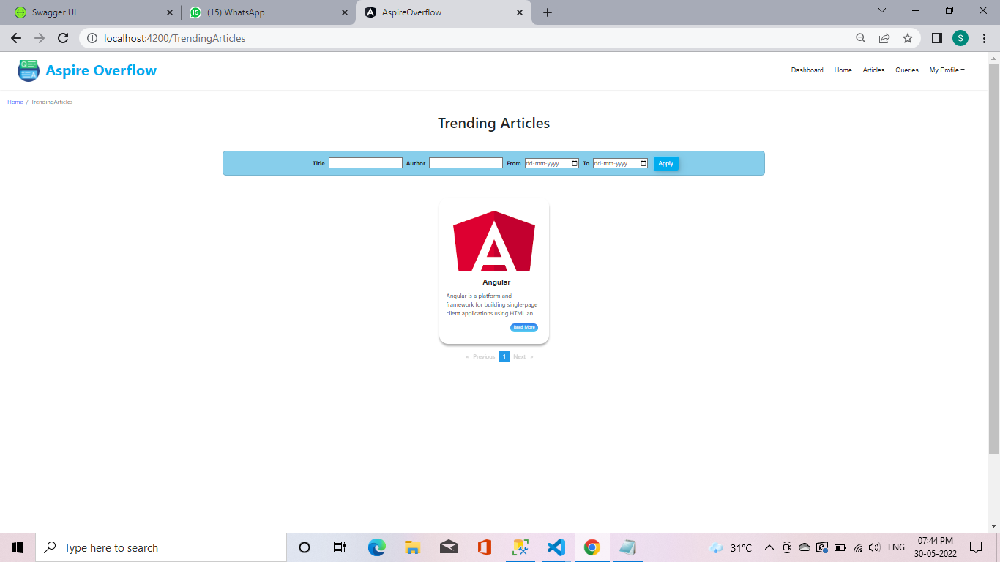 Swagger UI
(15) WhatsApp
AspireOverflow
localhost:4200/TrendingArticles
S
Aspire Overflow
Dashboard Home Articles Queries My Profile
Home / TrendingArticles
Trending Articles
Title Author From dd-mm-yyyy To dd-mm-yyyy Apply
Angular
Angular is a platform and
framework for building single-page
client applications using HTML an...
Read More
« Previous 1 Next »
Type here to search
31°C
ENG
07:44 PM
30-05-2022